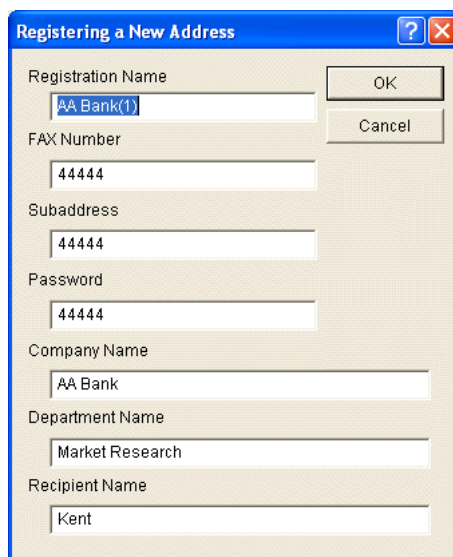 Registering a New Address
Registration Name
OK
AA Bank(1)
Cancel
FAX Number
44444
Subaddress
44444
Password
44444
Company Name
AA Bank
Department Name
Market Research
Recipient Name
Kent